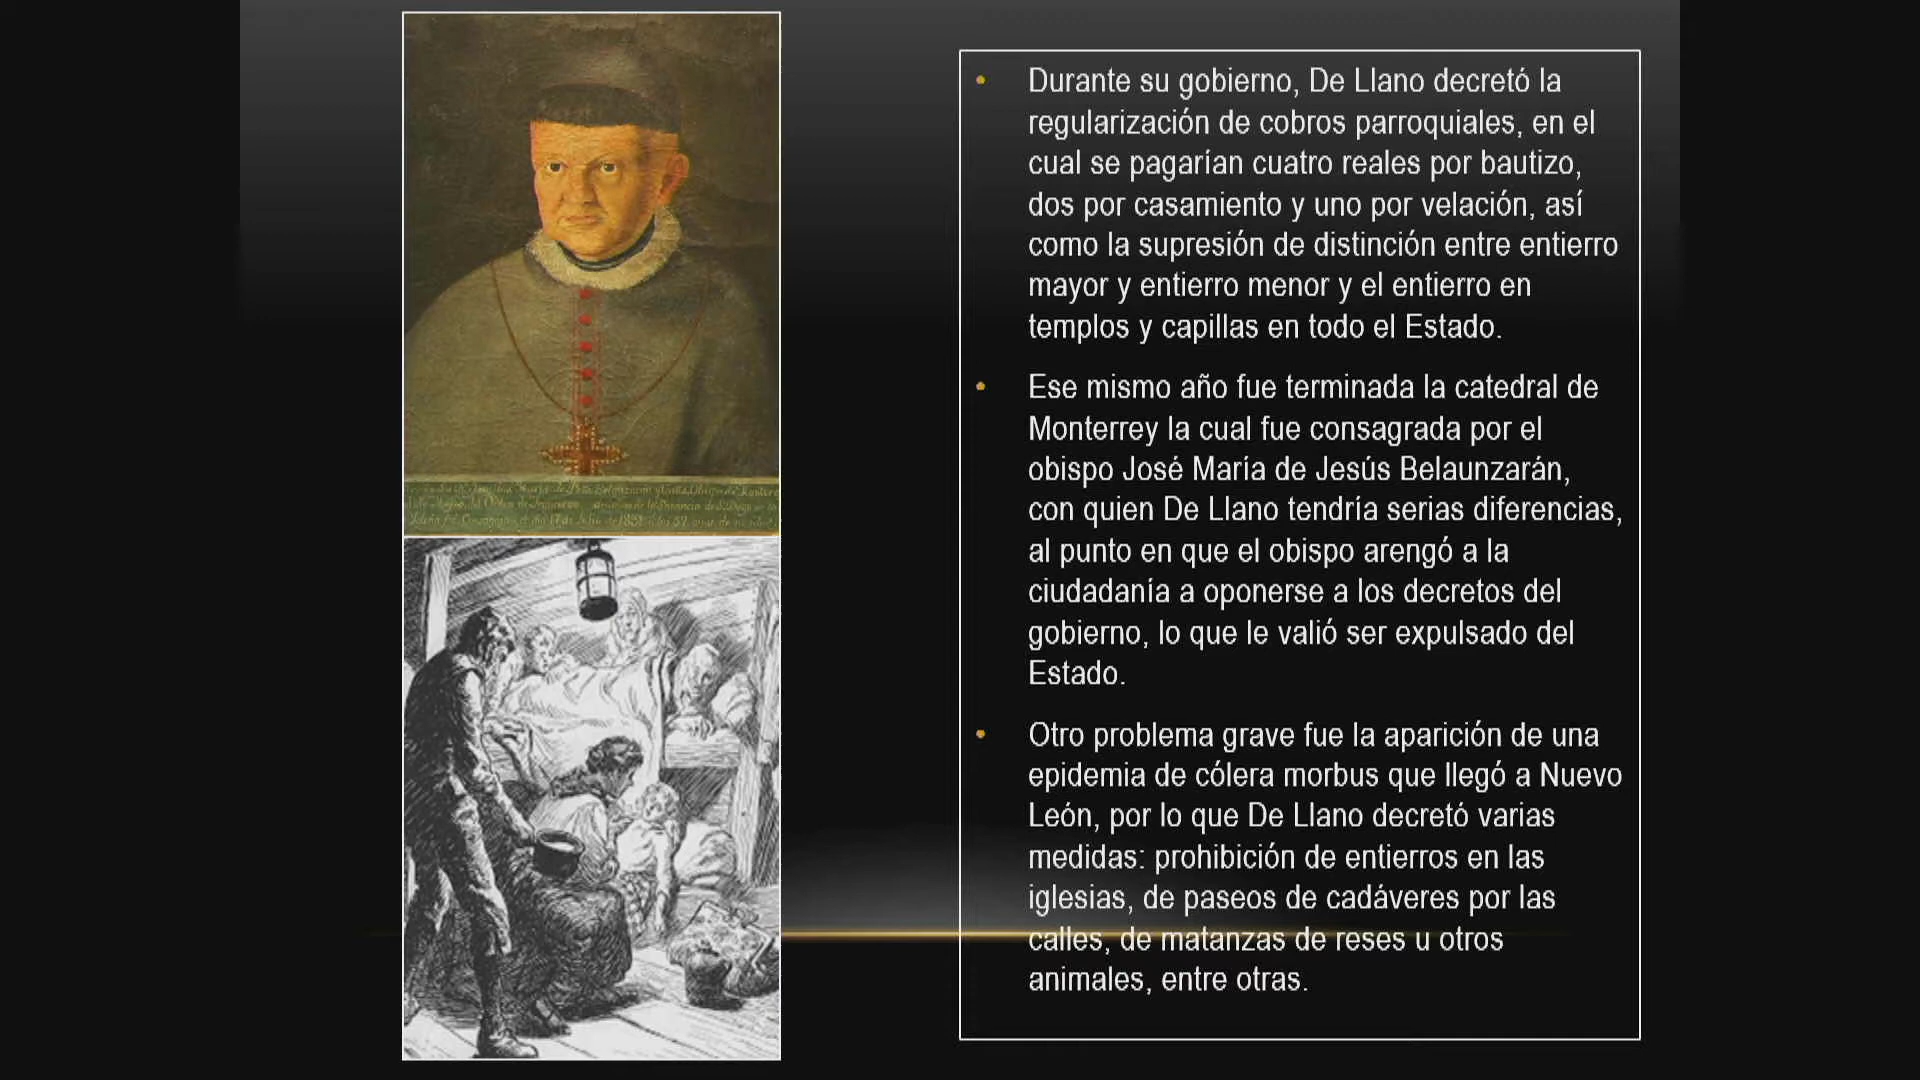 Durante su gobierno, De Llano decretó la
regularización de cobros parroquiales, en el
cual se pagarían cuatro reales por bautizo,
dos por casamiento y uno por velación, así
como la supresión de distinción entre entierro
mayor y entierro menor y el entierro en
templos y capillas en todo el Estado.
Ese mismo año fue terminada la catedral de
Monterrey la cual fue consagrada por el
obispo José María de Jesús Belaunzarán,
con quien De Llano tendría serias diferencias,
al punto en que el obispo arengó a la
ciudadanía a oponerse a los decretos del
gobierno, lo que le valió ser expulsado del
Estado.
Otro problema grave fue la aparición de una
epidemia de cólera morbus que llegó a Nuevo
León, por lo que De Llano decretó varias
medidas: prohibición de entierros en las
iglesias, de paseos de cadáveres por las
calles, de matanzas de reses u otros
animales, entre otras.